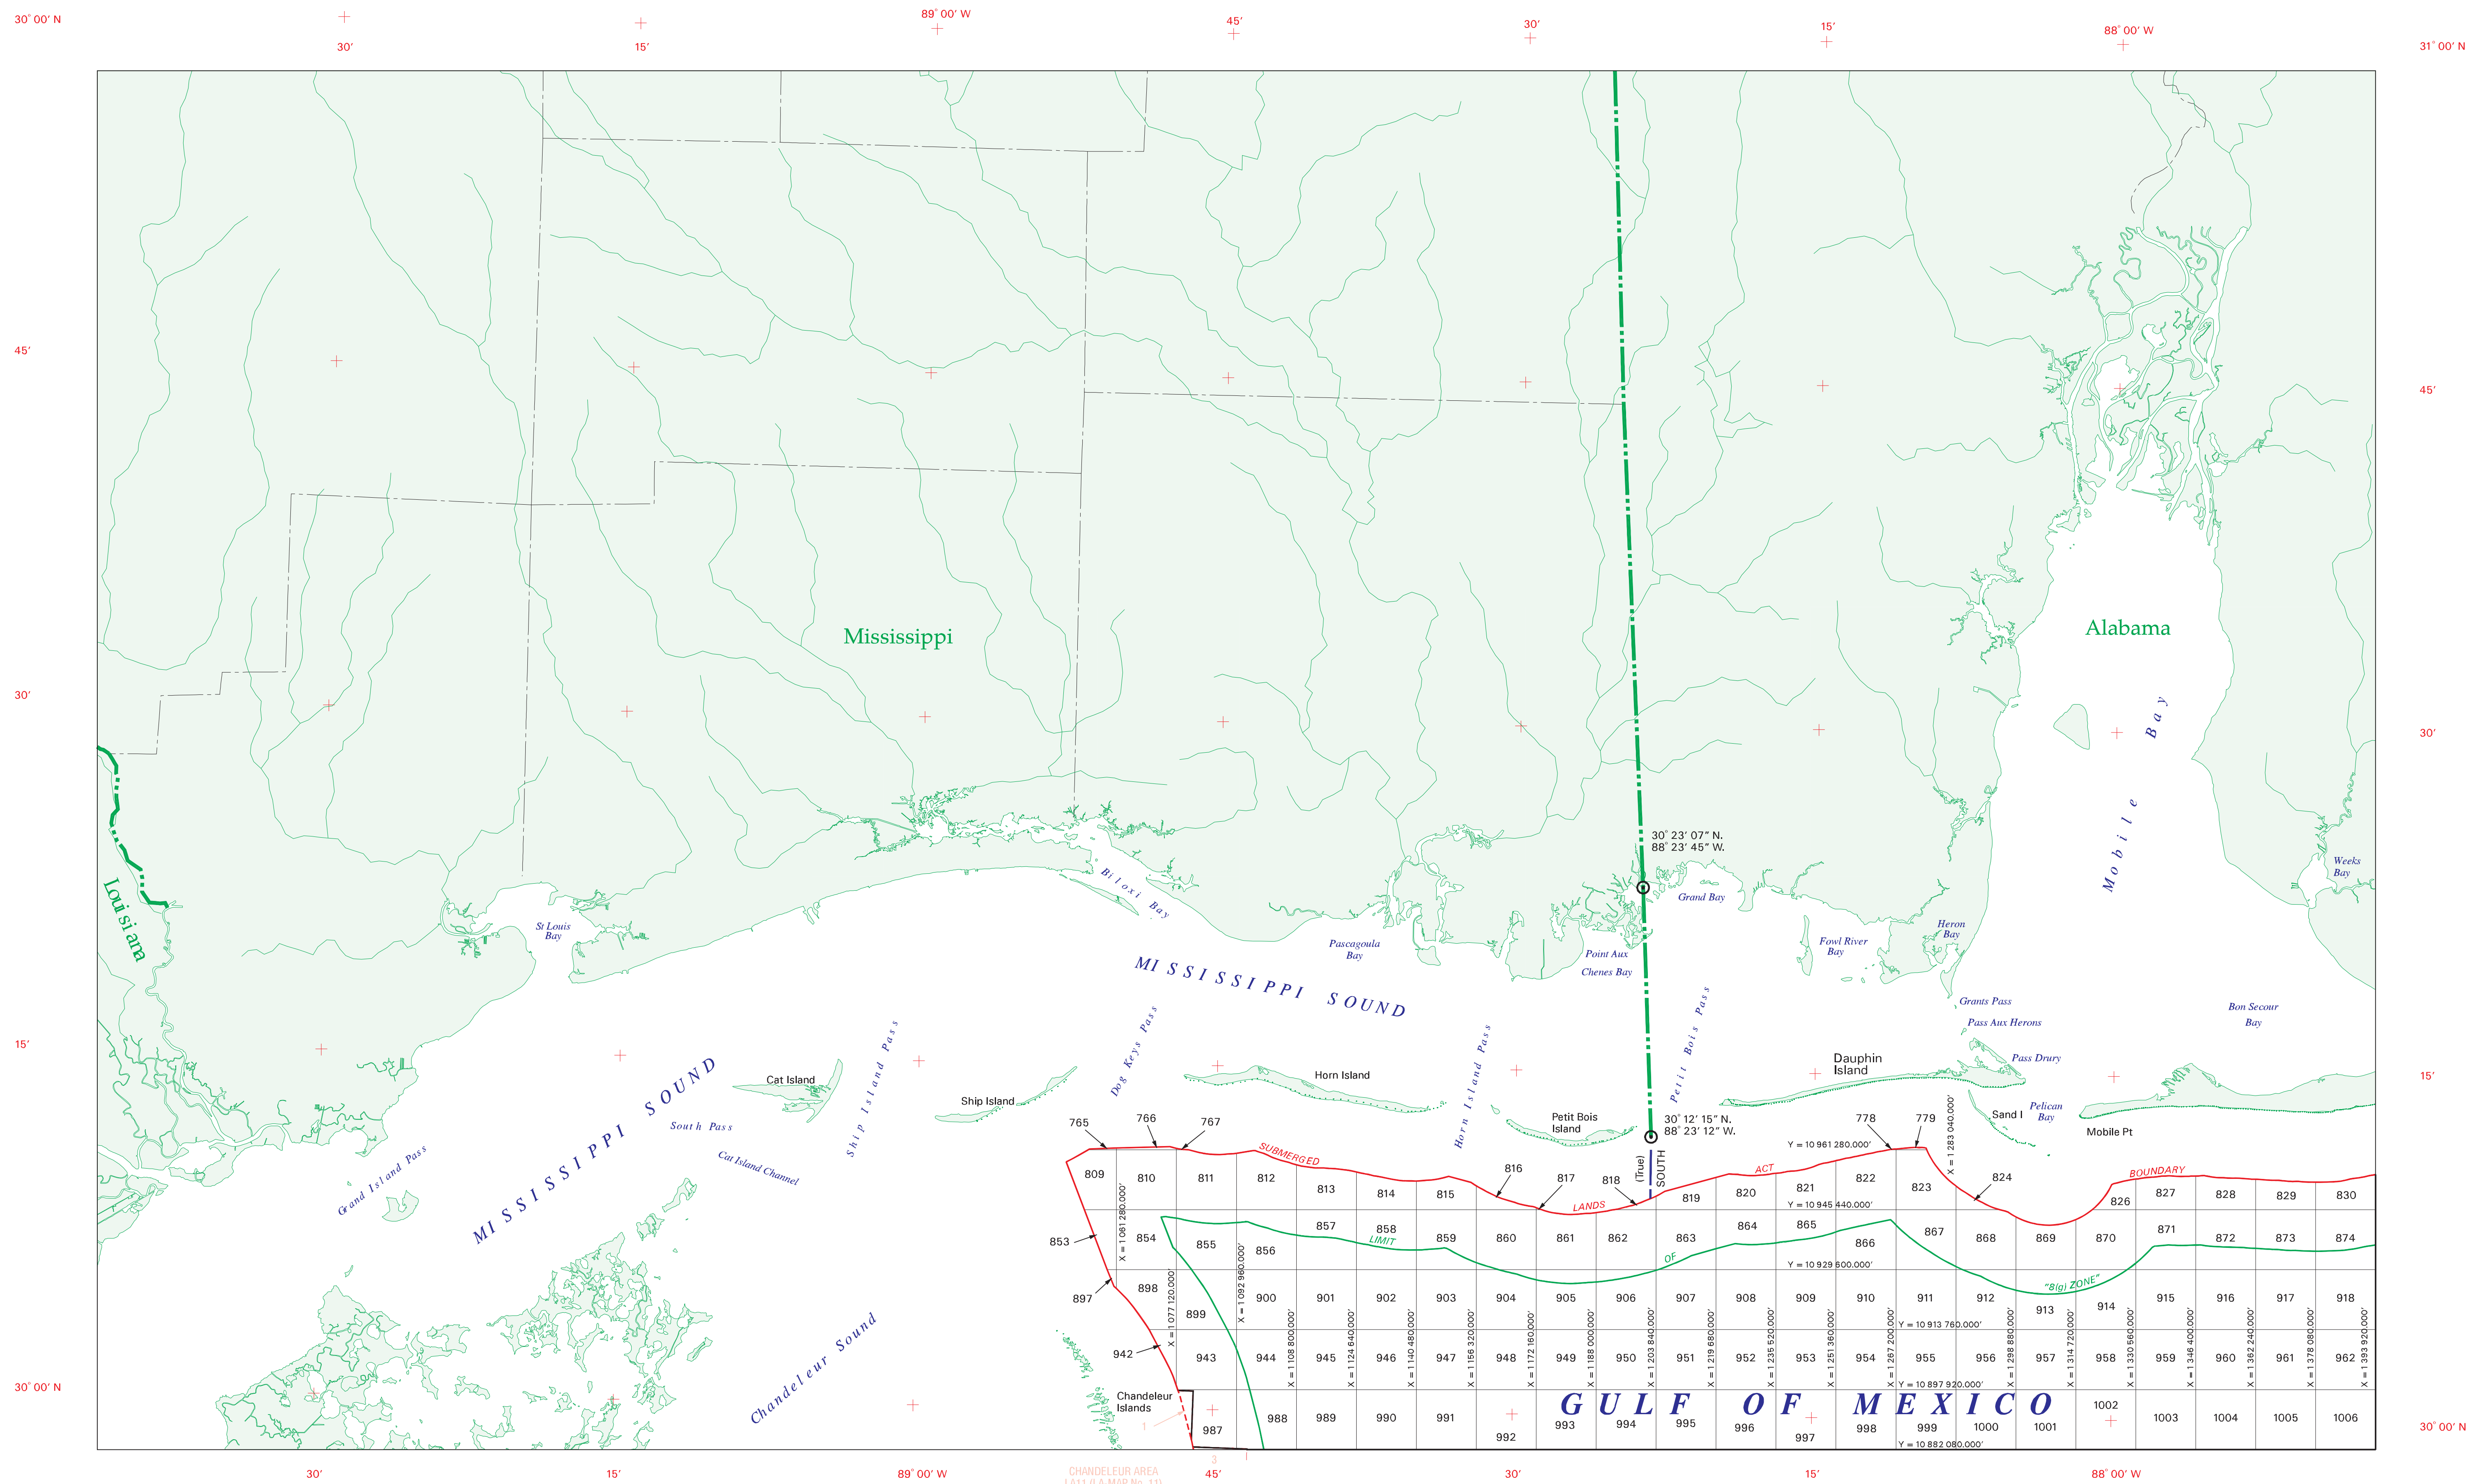 30° 00′ N
30′
15′
89° 00′ W
45′
30′
15′
88° 00′ W
31° 00′ N
45′
45′
30′
30′
15′
15′
30° 00′ N
30° 00′ N
Mississippi
Alabama
Louisiana
Mobile Bay
Weeks
Bay
30° 23′ 07″ N.
88° 23′ 45″ W.
Grand Bay
Biloxi Bay
St Louis
Bay
Pascagoula
Bay
Point Aux
Chenes Bay
Fowl River
Bay
Heron
Bay
MISSISSIPPI SOUND
Grants Pass
Pass Aux Herons
Pass Drury
Bon Secour
Bay
Dauphin
Island
Pelican
Bay
Sand I
Mobile Pt
Petit Bois Pass
Horn Island Pass
Dog Keys Pass
Ship Island Pass
Horn Island
Cat Island
Ship Island
Petit Bois
Island
30° 12′ 15″ N.
88° 23′ 12″ W.
(True)
SOUTH
South Pass
Cat Island Channel
Grand Island Pass
MISSISSIPPI SOUND
Chandeleur Sound
Chandeleur
Islands
SUBMERGED LANDS ACT BOUNDARY
LIMIT OF "8(g) ZONE"
765 766 767 778 779
816 817 818 824
809 810 811 812 813 814 815 819 820 821 822 823 826 827 828 829 830
853 854 855 856 857 858 859 860 861 862 863 864 865 866 867 868 869 870 871 872 873 874
897 898 899 900 901 902 903 904 905 906 907 908 909 910 911 912 913 914 915 916 917 918
942 943 944 945 946 947 948 949 950 951 952 953 954 955 956 957 958 959 960 961 962
987 988 989 990 991 992 993 994 995 996 997 998 999 1000 1001 1002 1003 1004 1005 1006
Y = 10 961 280.000'
Y = 10 945 440.000'
Y = 10 929 600.000'
Y = 10 913 760.000'
Y = 10 897 920.000'
Y = 10 882 080.000'
X = 1 061 280.000'
X = 1 077 120.000'
X = 1 092 960.000'
X = 1 108 800.000'
X = 1 124 640.000'
X = 1 140 480.000'
X = 1 156 320.000'
X = 1 172 160.000'
X = 1 188 000.000'
X = 1 203 840.000'
X = 1 219 680.000'
X = 1 235 520.000'
X = 1 251 360.000'
X = 1 267 200.000'
X = 1 283 040.000'
X = 1 298 880.000'
X = 1 314 720.000'
X = 1 330 560.000'
X = 1 346 400.000'
X = 1 362 240.000'
X = 1 378 080.000'
X = 1 393 920.000'
GULF OF MEXICO
1
3
30′
15′
89° 00′ W
45′
30′
15′
88° 00′ W
CHANDELEUR AREA
LA11 (LA-MAP No. 11)